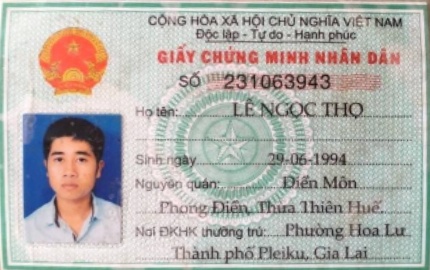 CỘNG HÒA XÃ HỘI CHỦ NGHĨA VIỆT NAM
Độc lập - Tự do - Hạnh phúc
GIẤY CHỨNG MINH NHÂN DÂN
SỐ 231063943
Họ tên: LÊ NGỌC THỌ
Sinh ngày 29-06-1994
Nguyên quán: Điền Môn
Phong Điền, Thừa Thiên Huế.
Nơi ĐKHK thường trú: Phường Hoa Lư
Thành phố Pleiku, Gia Lai